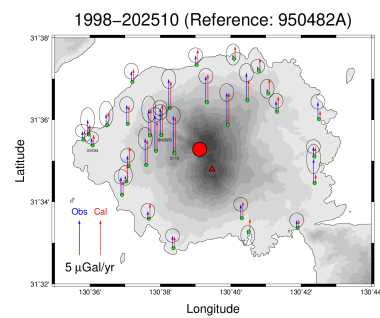 1998−202510 (Reference: 950482A)
31˚38'
31˚36'
31˚34'
31˚32'
Latitude
Obs Cal
5 μGal/yr
130˚36' 130˚38' 130˚40' 130˚42' 130˚44'
Longitude